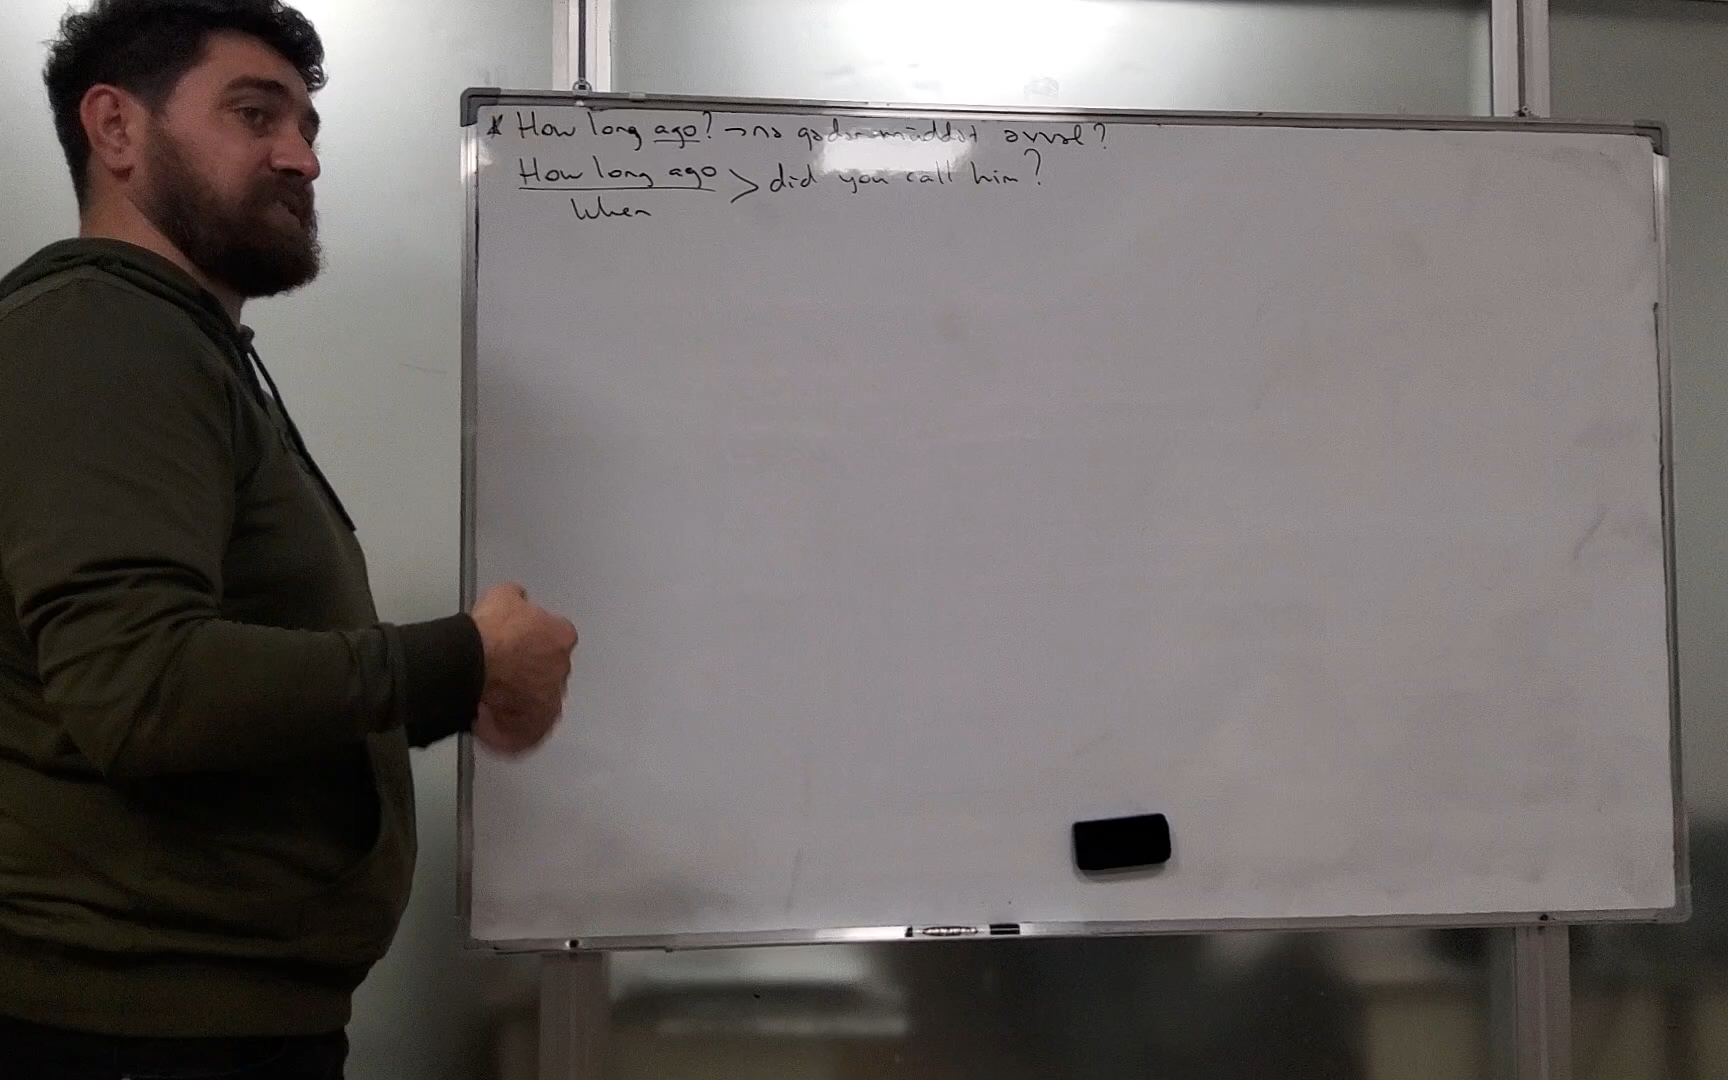 * How long ago? → nə qədər müddət əvvəl?
How long ago > did you call him?
When